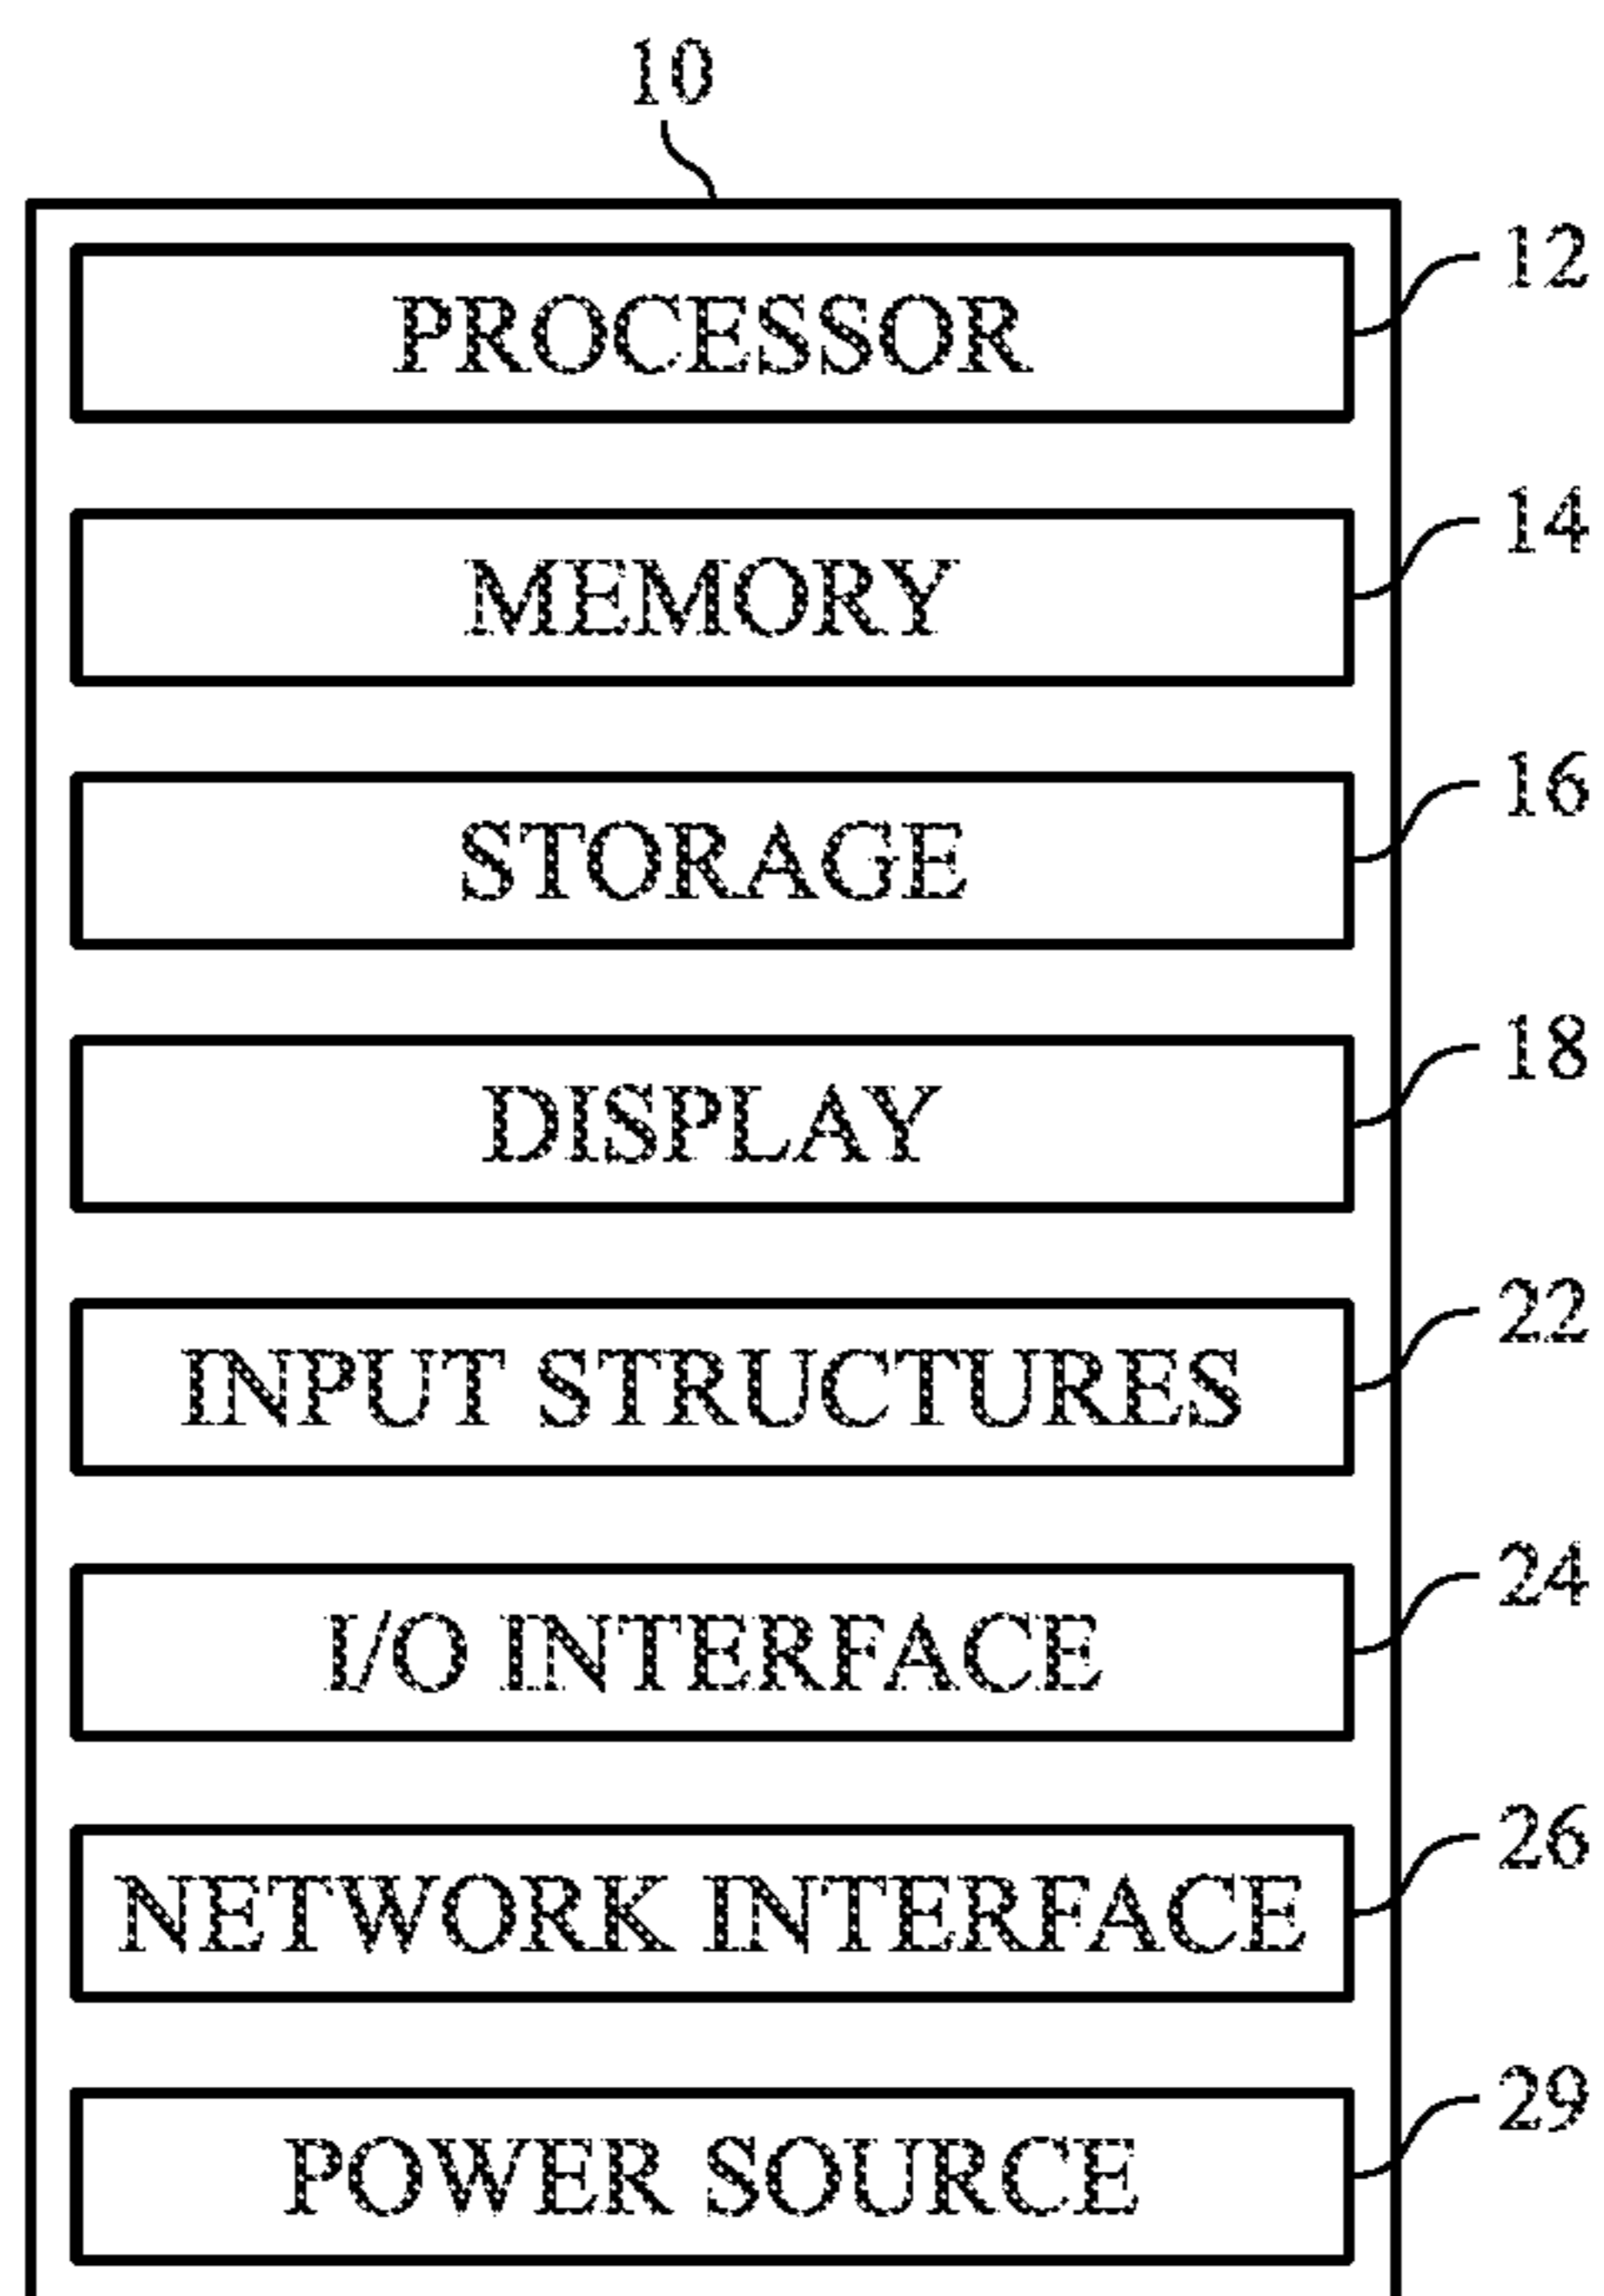 10
PROCESSOR 12
MEMORY 14
STORAGE 16
DISPLAY 18
INPUT STRUCTURES 22
I/O INTERFACE 24
NETWORK INTERFACE 26
POWER SOURCE 29